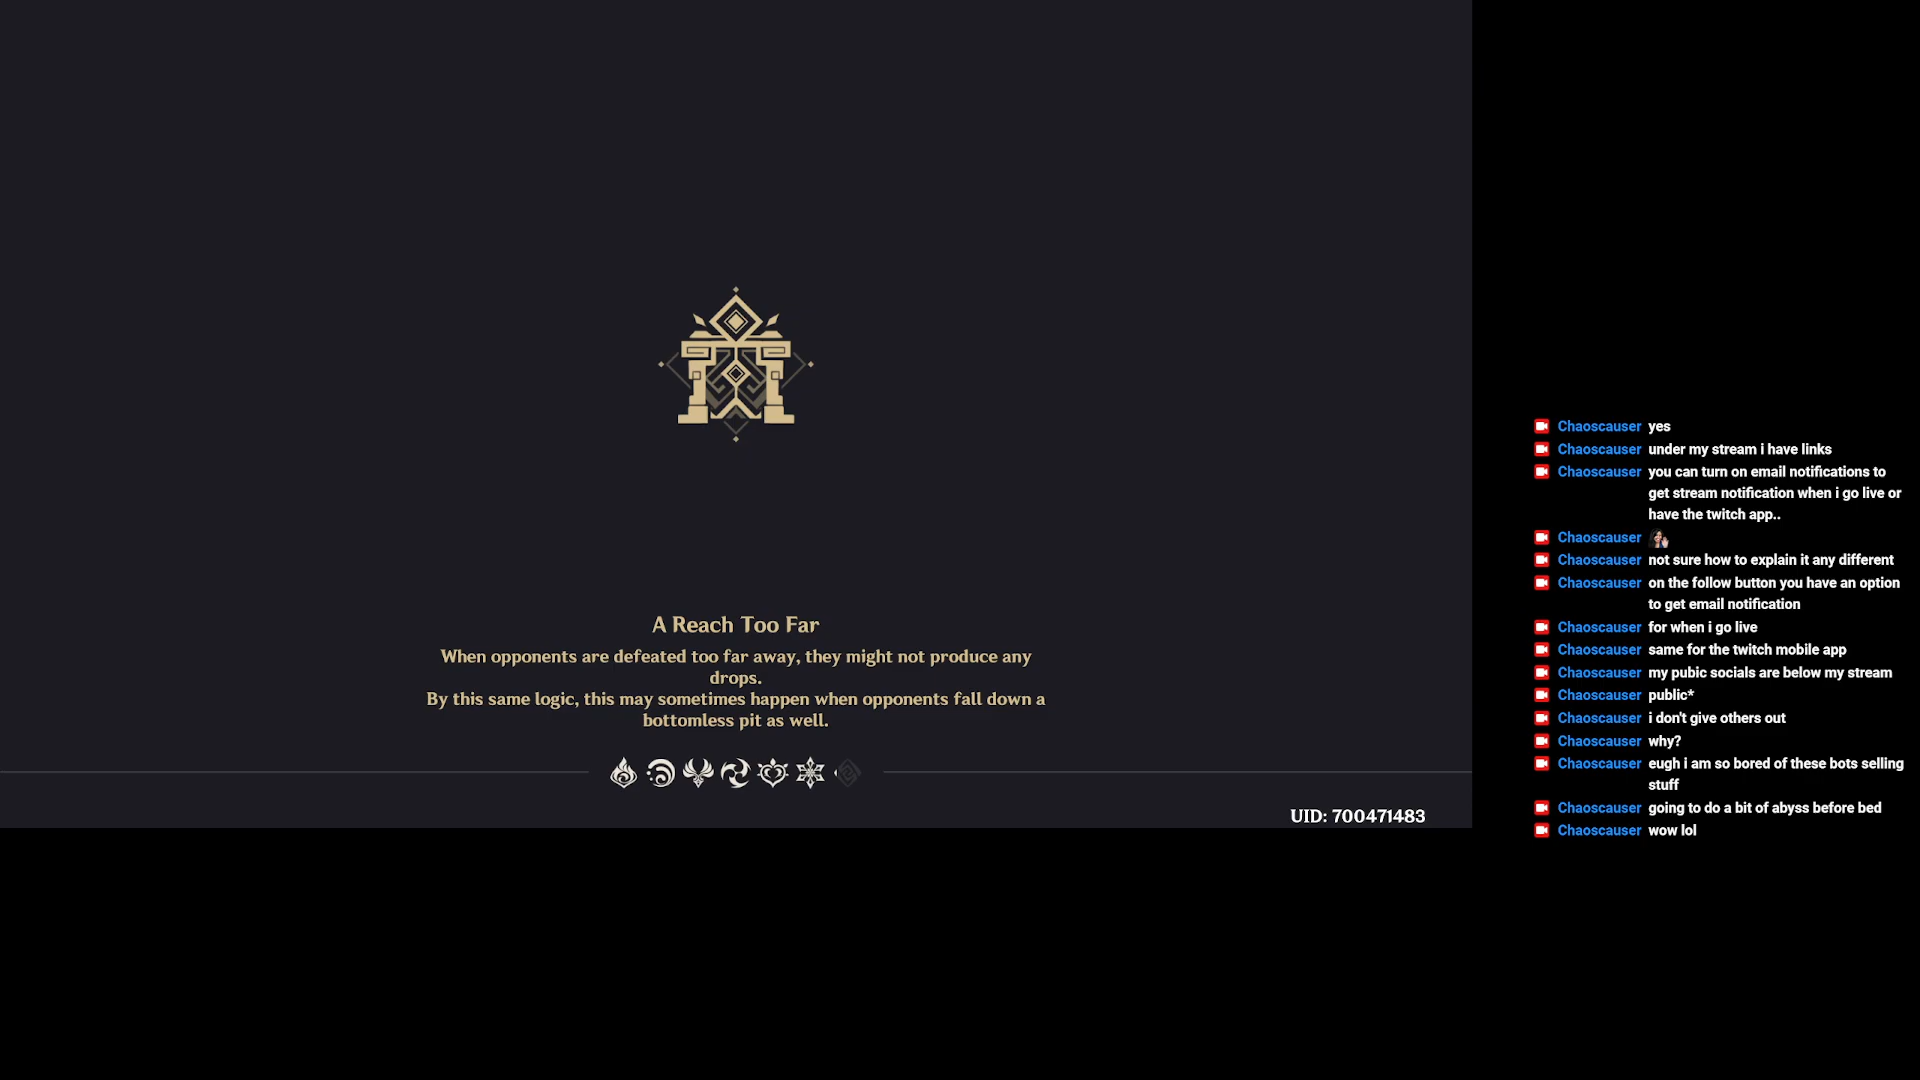 A Reach Too Far
When opponents are defeated too far away, they might not produce any
drops.
By this same logic, this may sometimes happen when opponents fall down a
bottomless pit as well.
UID: 700471483
Chaoscauser yes
Chaoscauser under my stream i have links
Chaoscauser you can turn on email notifications to
get stream notification when i go live or
have the twitch app..
Chaoscauser
Chaoscauser not sure how to explain it any different
Chaoscauser on the follow button you have an option
to get email notification
Chaoscauser for when i go live
Chaoscauser same for the twitch mobile app
Chaoscauser my pubic socials are below my stream
Chaoscauser public*
Chaoscauser i don't give others out
Chaoscauser why?
Chaoscauser eugh i am so bored of these bots selling
stuff
Chaoscauser going to do a bit of abyss before bed
Chaoscauser wow lol